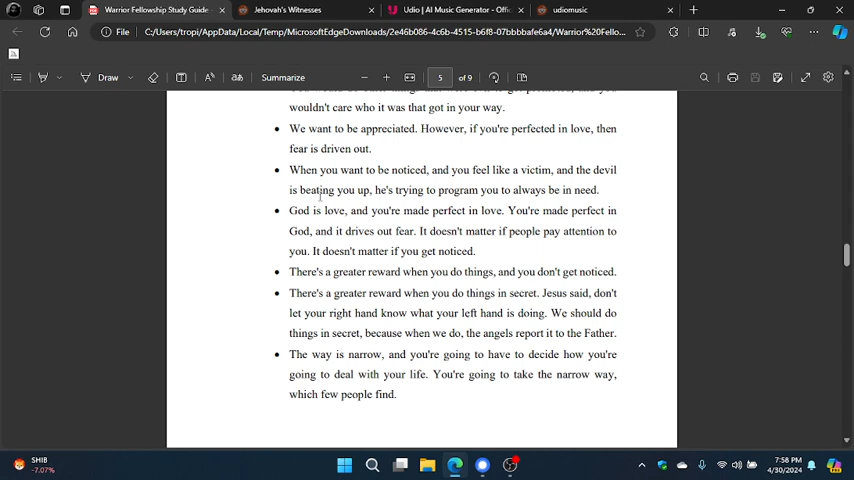 Warrior Fellowship Study Guide -
Jehovah's Witnesses
Udio | AI Music Generator - Offic
udiomusic
File
C:/Users/tropi/AppData/Local/Temp/MicrosoftEdgeDownloads/2e46b086-4c6b-4515-b6f8-07bbbbafe6a4/Warrior%20Fello...
Draw
Summarize
5 of 9
wouldn't care who it was that got in your way.
• We want to be appreciated. However, if you're perfected in love, then
fear is driven out.
• When you want to be noticed, and you feel like a victim, and the devil
is beating you up, he's trying to program you to always be in need.
• God is love, and you're made perfect in love. You're made perfect in
God, and it drives out fear. It doesn't matter if people pay attention to
you. It doesn't matter if you get noticed.
• There's a greater reward when you do things, and you don't get noticed.
• There's a greater reward when you do things in secret. Jesus said, don't
let your right hand know what your left hand is doing. We should do
things in secret, because when we do, the angels report it to the Father.
• The way is narrow, and you're going to have to decide how you're
going to deal with your life. You're going to take the narrow way,
which few people find.
SHIB
-7.07%
7:58 PM
4/30/2024